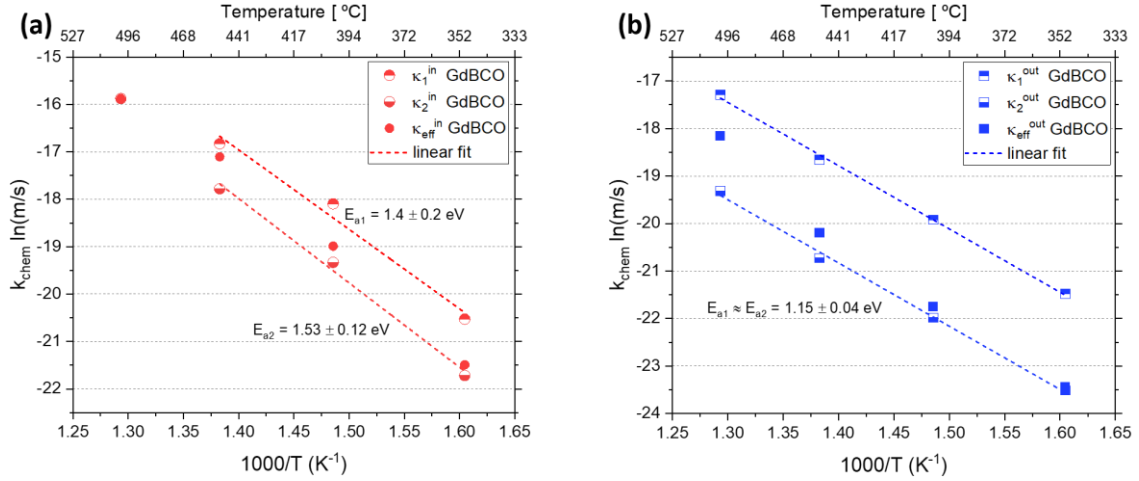 Temperature [ ºC]
(a)
527 496 468 441 417 394 372 352 333
κ₁ⁱⁿ GdBCO
κ₂ⁱⁿ GdBCO
κₑffⁱⁿ GdBCO
linear fit
k_chem ln(m/s)
-15
-16
-17
-18
-19
-20
-21
-22
Eₐ₁ = 1.4 ± 0.2 eV
Eₐ₂ = 1.53 ± 0.12 eV
1.25 1.30 1.35 1.40 1.45 1.50 1.55 1.60 1.65
1000/T (K⁻¹)
Temperature [ ºC]
(b)
527 496 468 441 417 394 372 352 333
κ₁ᵒᵘᵗ GdBCO
κ₂ᵒᵘᵗ GdBCO
κₑffᵒᵘᵗ GdBCO
linear fit
k_chem ln(m/s)
-17
-18
-19
-20
-21
-22
-23
-24
Eₐ₁ ≈ Eₐ₂ = 1.15 ± 0.04 eV
1.25 1.30 1.35 1.40 1.45 1.50 1.55 1.60 1.65
1000/T (K⁻¹)